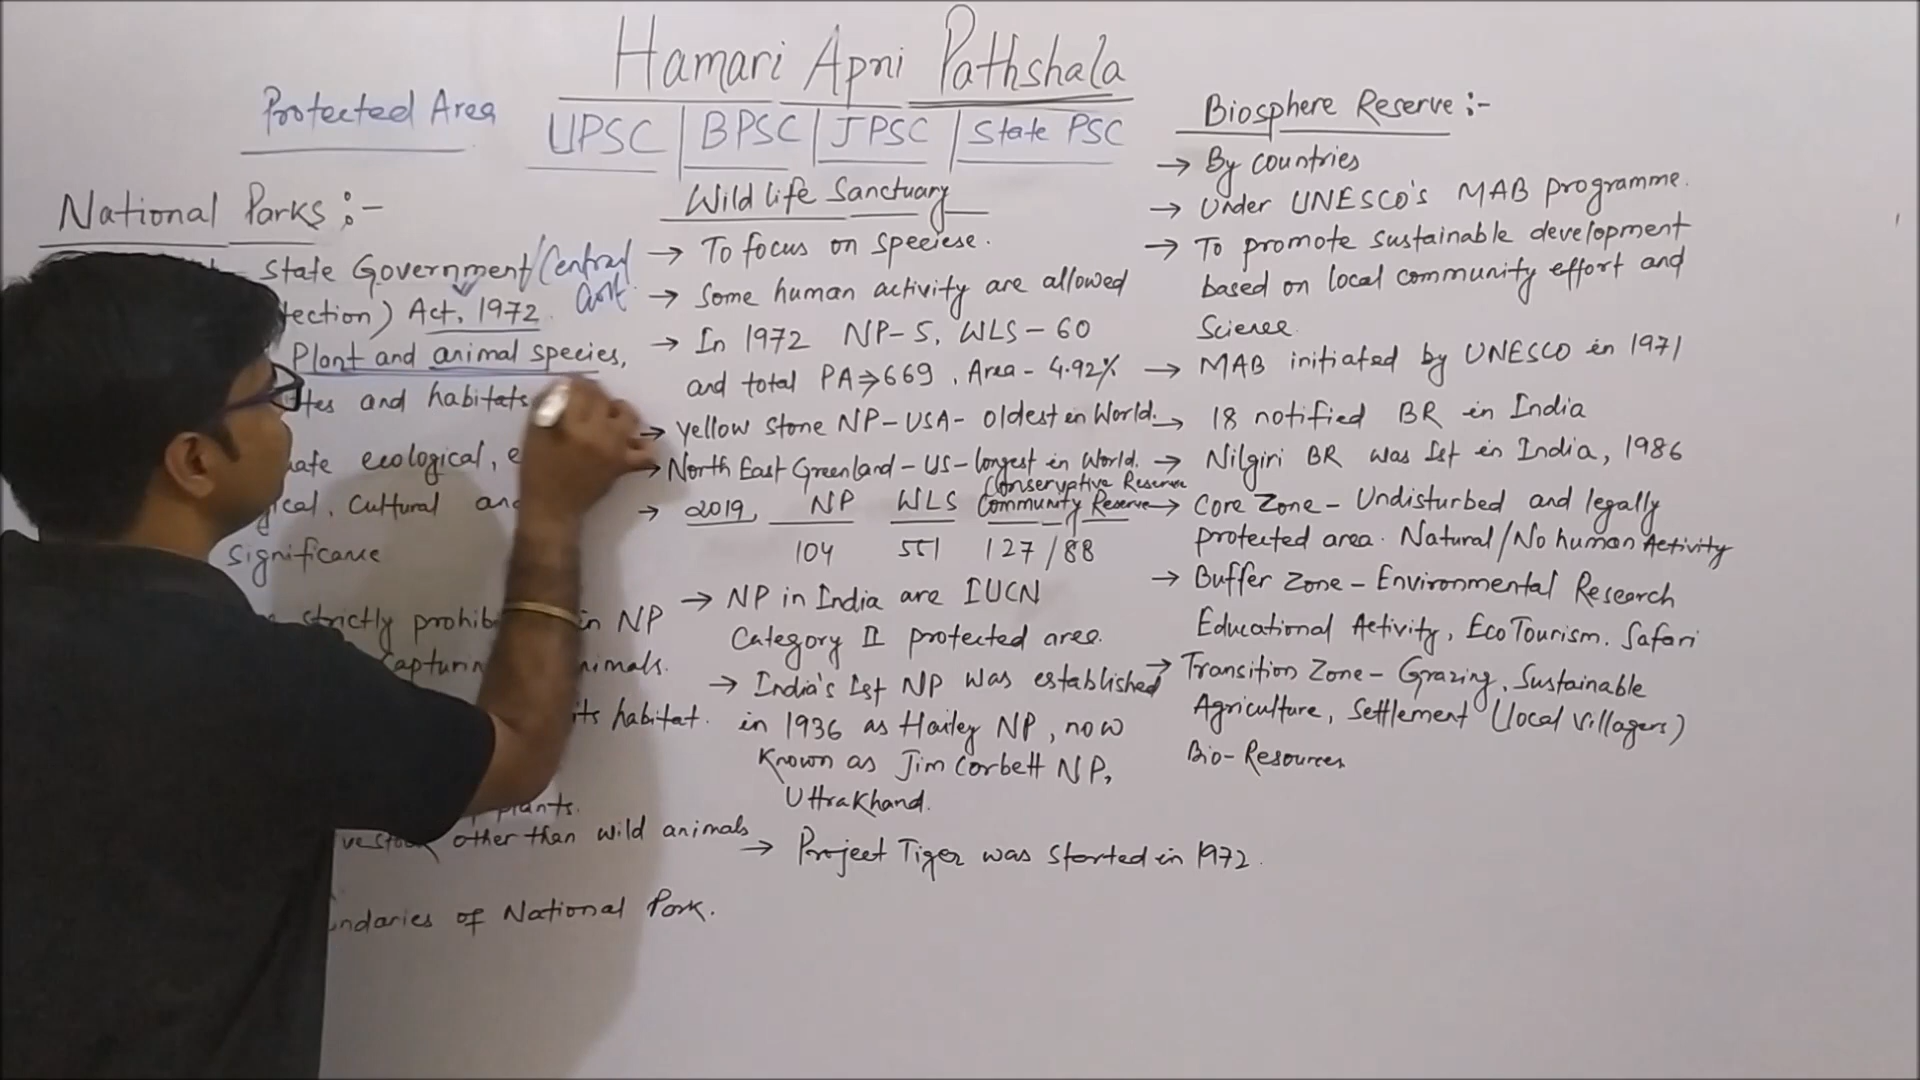 Hamari Apni Pathshala
Protected Area
UPSC | BPSC | JPSC | State PSC
National Parks :-
State Government / Central Govt.
tection) Act, 1972.
Plant and animal species,
ites and habitats
ecological, e
ical, Cultural and
Significance
strictly prohibi in NP
capturin nimals.
its habitat.
plants.
other than wild animals
ndaries of National Park.
Wild life Sanctuary
→ To focus on speciese.
→ Some human activity are allowed
→ In 1972 NP-5, WLS-60
and total PA⇒669, Area - 4.92%
→ Yellow Stone NP-USA- Oldest in World.
→ North East Greenland-US-longest in World.
Conservative Reserve
→ 2019, NP WLS Community Reserve
104 551 127/88
→ NP in India are IUCN
Category II protected area.
→ India's Ist NP was established
in 1936 as Hailey NP, now
Known as Jim Corbett NP,
Uttrakhand.
→ Project Tiger was started in 1972.
Biosphere Reserve :-
→ By countries
→ Under UNESCO's MAB programme.
→ To promote sustainable development
based on local community effort and
Science.
→ MAB initiated by UNESCO in 1971
→ 18 notified BR in India
→ Nilgiri BR was Ist in India, 1986
→ Core Zone - Undisturbed and legally
protected area. Natural/No human Activity
→ Buffer Zone - Environmental Research
Educational Activity, Eco Tourism. Safari
→ Transition Zone - Grazing, Sustainable
Agriculture, Settlement (local villagers)
Bio-Resources